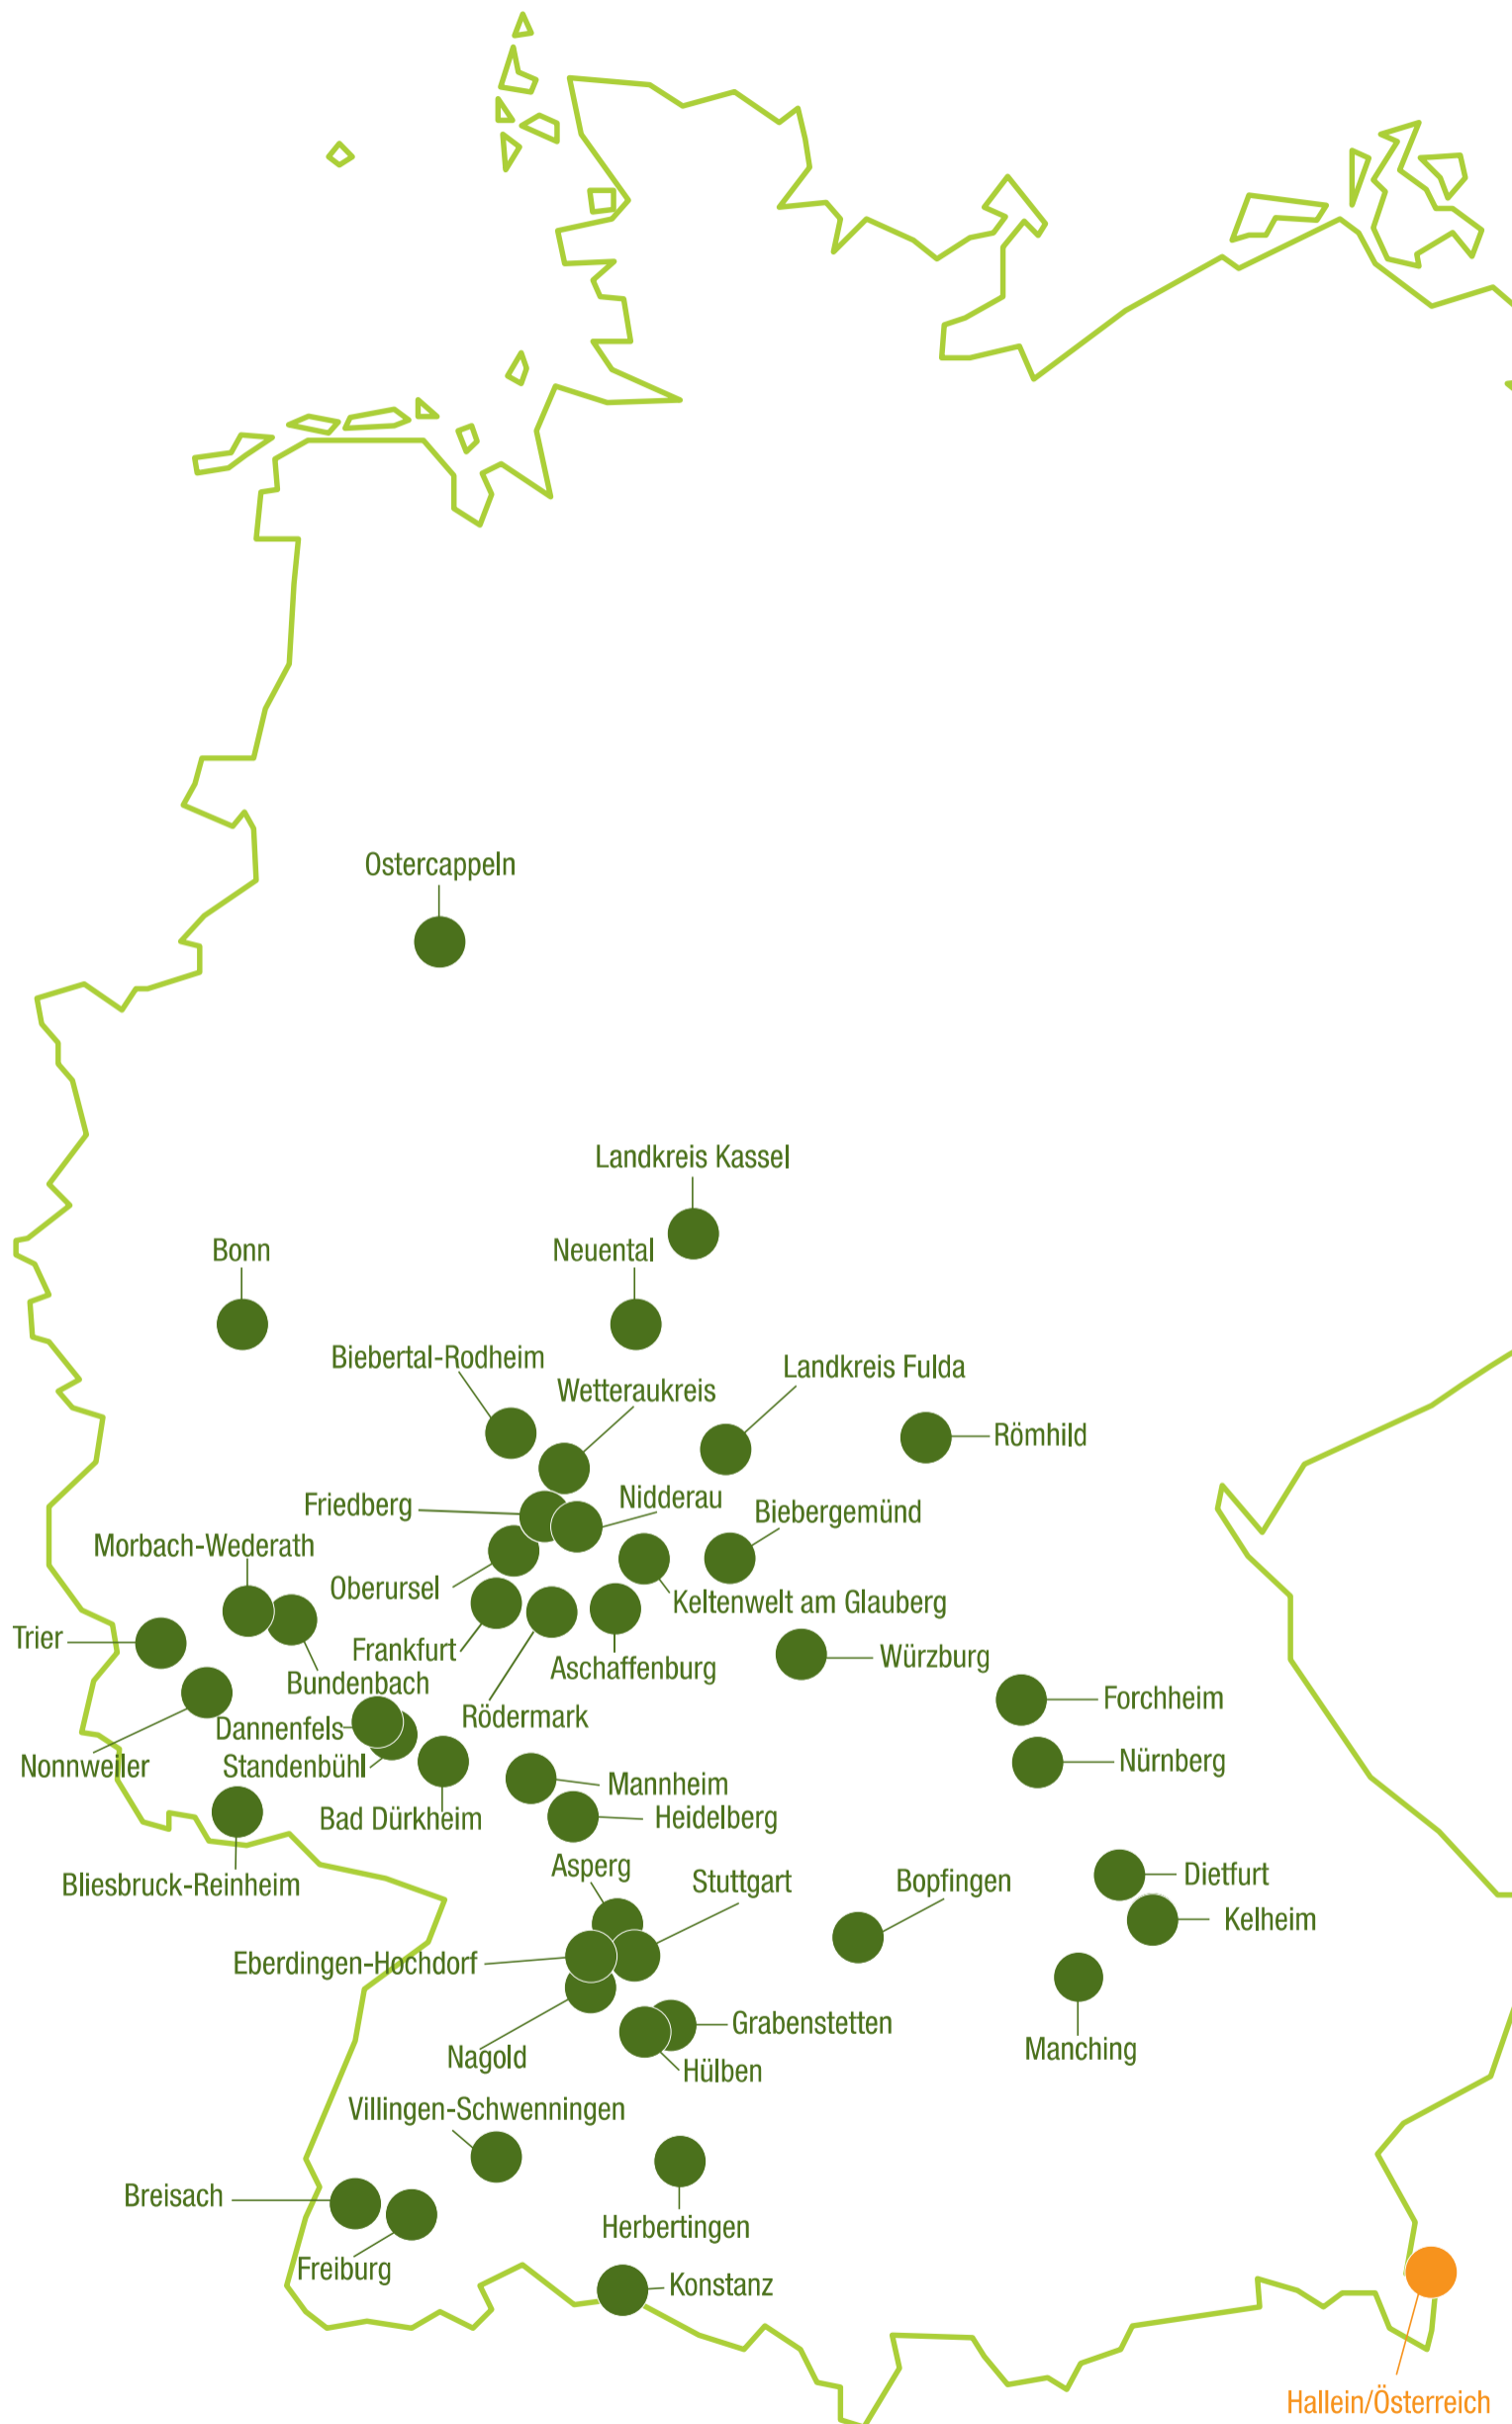 Ostercappeln
Landkreis Kassel
Bonn
Neuental
Biebertal-Rodheim
Landkreis Fulda
Wetteraukreis
Römhild
Nidderau
Friedberg
Biebergemünd
Morbach-Wederath
Oberursel
Keltenwelt am Glauberg
Trier
Frankfurt
Würzburg
Aschaffenburg
Bundenbach
Forchheim
Rödermark
Dannenfels
Nürnberg
Nonnweiler
Standenbühl
Mannheim
Bad Dürkheim
Heidelberg
Asperg
Dietfurt
Stuttgart
Bopfingen
Bliesbruck-Reinheim
Kelheim
Eberdingen-Hochdorf
Grabenstetten
Manching
Nagold
Hülben
Villingen-Schwenningen
Breisach
Herbertingen
Freiburg
Konstanz
Hallein/Österreich